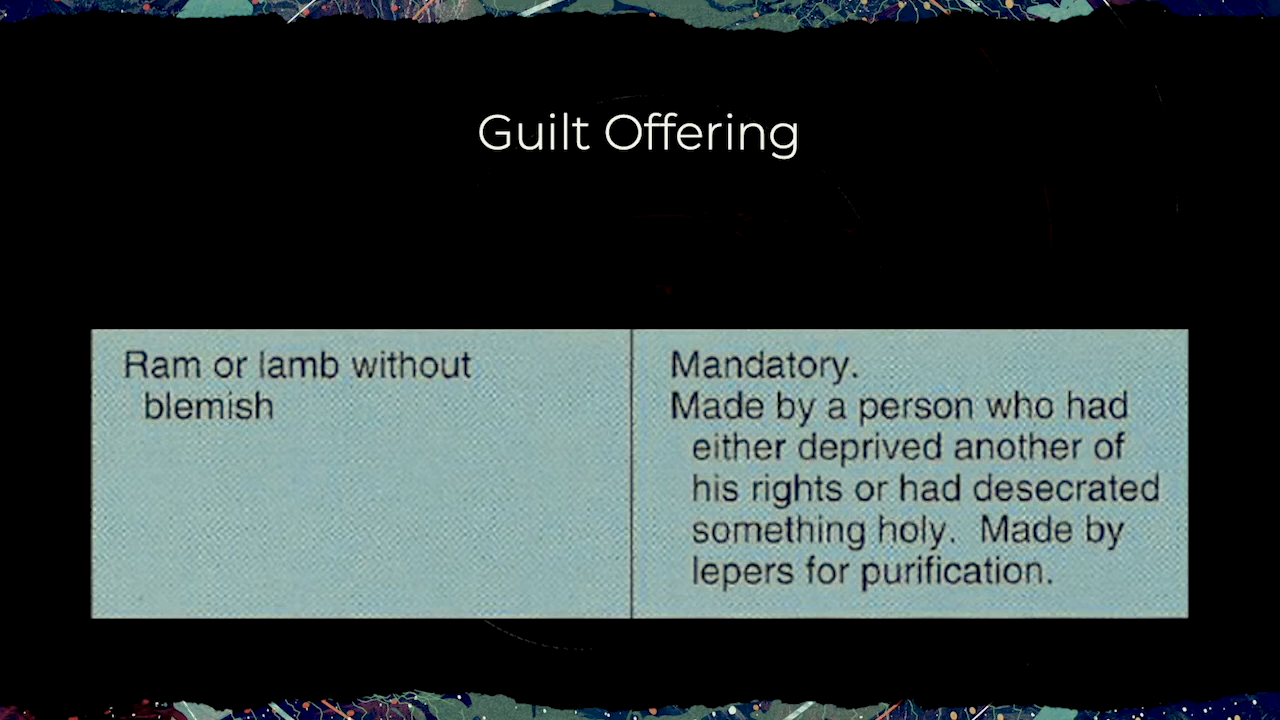 Guilt Offering
Ram or lamb without
blemish
Mandatory.
Made by a person who had
either deprived another of
his rights or had desecrated
something holy.  Made by
lepers for purification.